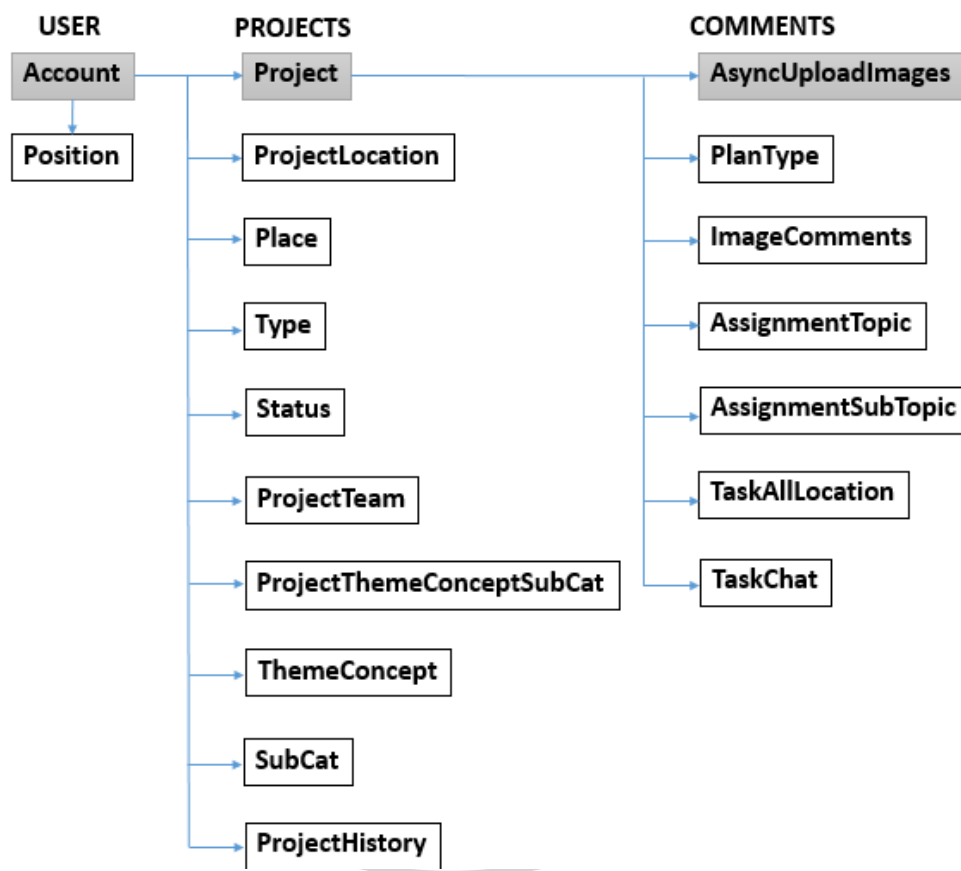 USER
Account
Position
PROJECTS
Project
ProjectLocation
Place
Type
Status
ProjectTeam
ProjectThemeConceptSubCat
ThemeConcept
SubCat
ProjectHistory
COMMENTS
AsyncUploadImages
PlanType
ImageComments
AssignmentTopic
AssignmentSubTopic
TaskAllLocation
TaskChat